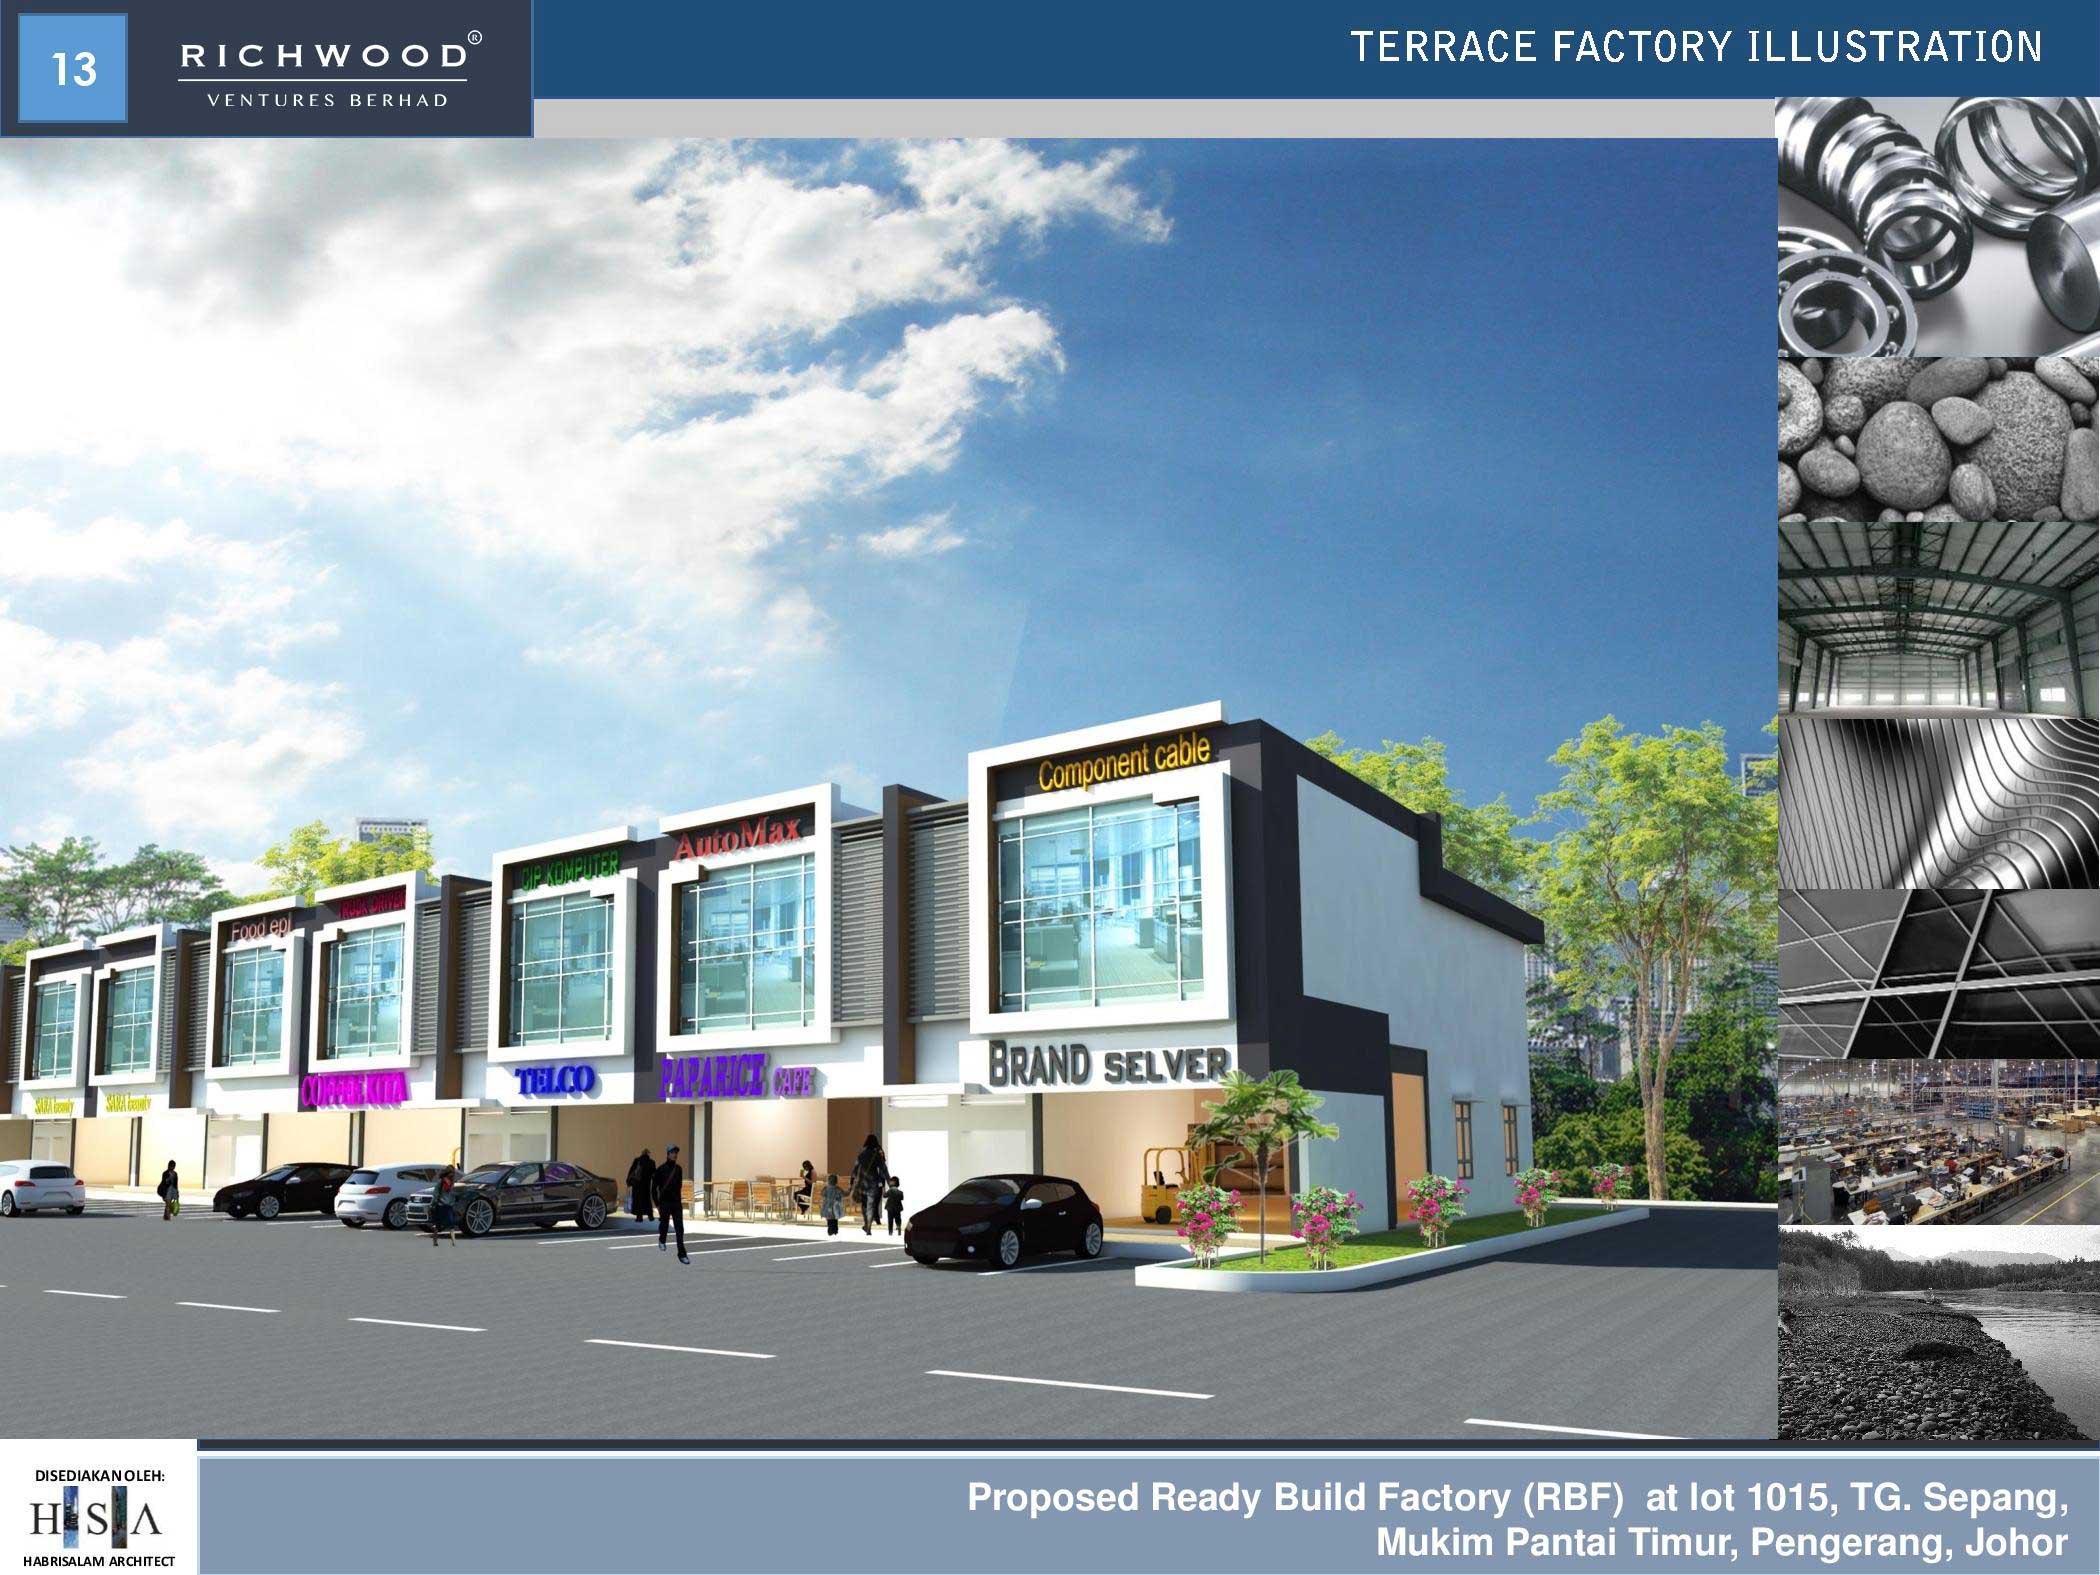 13
RICHWOOD®
VENTURES BERHAD
TERRACE FACTORY ILLUSTRATION
Component cable
AutoMax
CIP KOMPUTER
TRUCK DRIVER
Food epi
BRAND SELVER
PAPARICE CAFE
TELCO
COFFEE KITA
SARA beauty
SARA beauty
DISEDIAKAN OLEH:
HSA
HABRISALAM ARCHITECT
Proposed Ready Build Factory (RBF) at lot 1015, TG. Sepang,
Mukim Pantai Timur, Pengerang, Johor